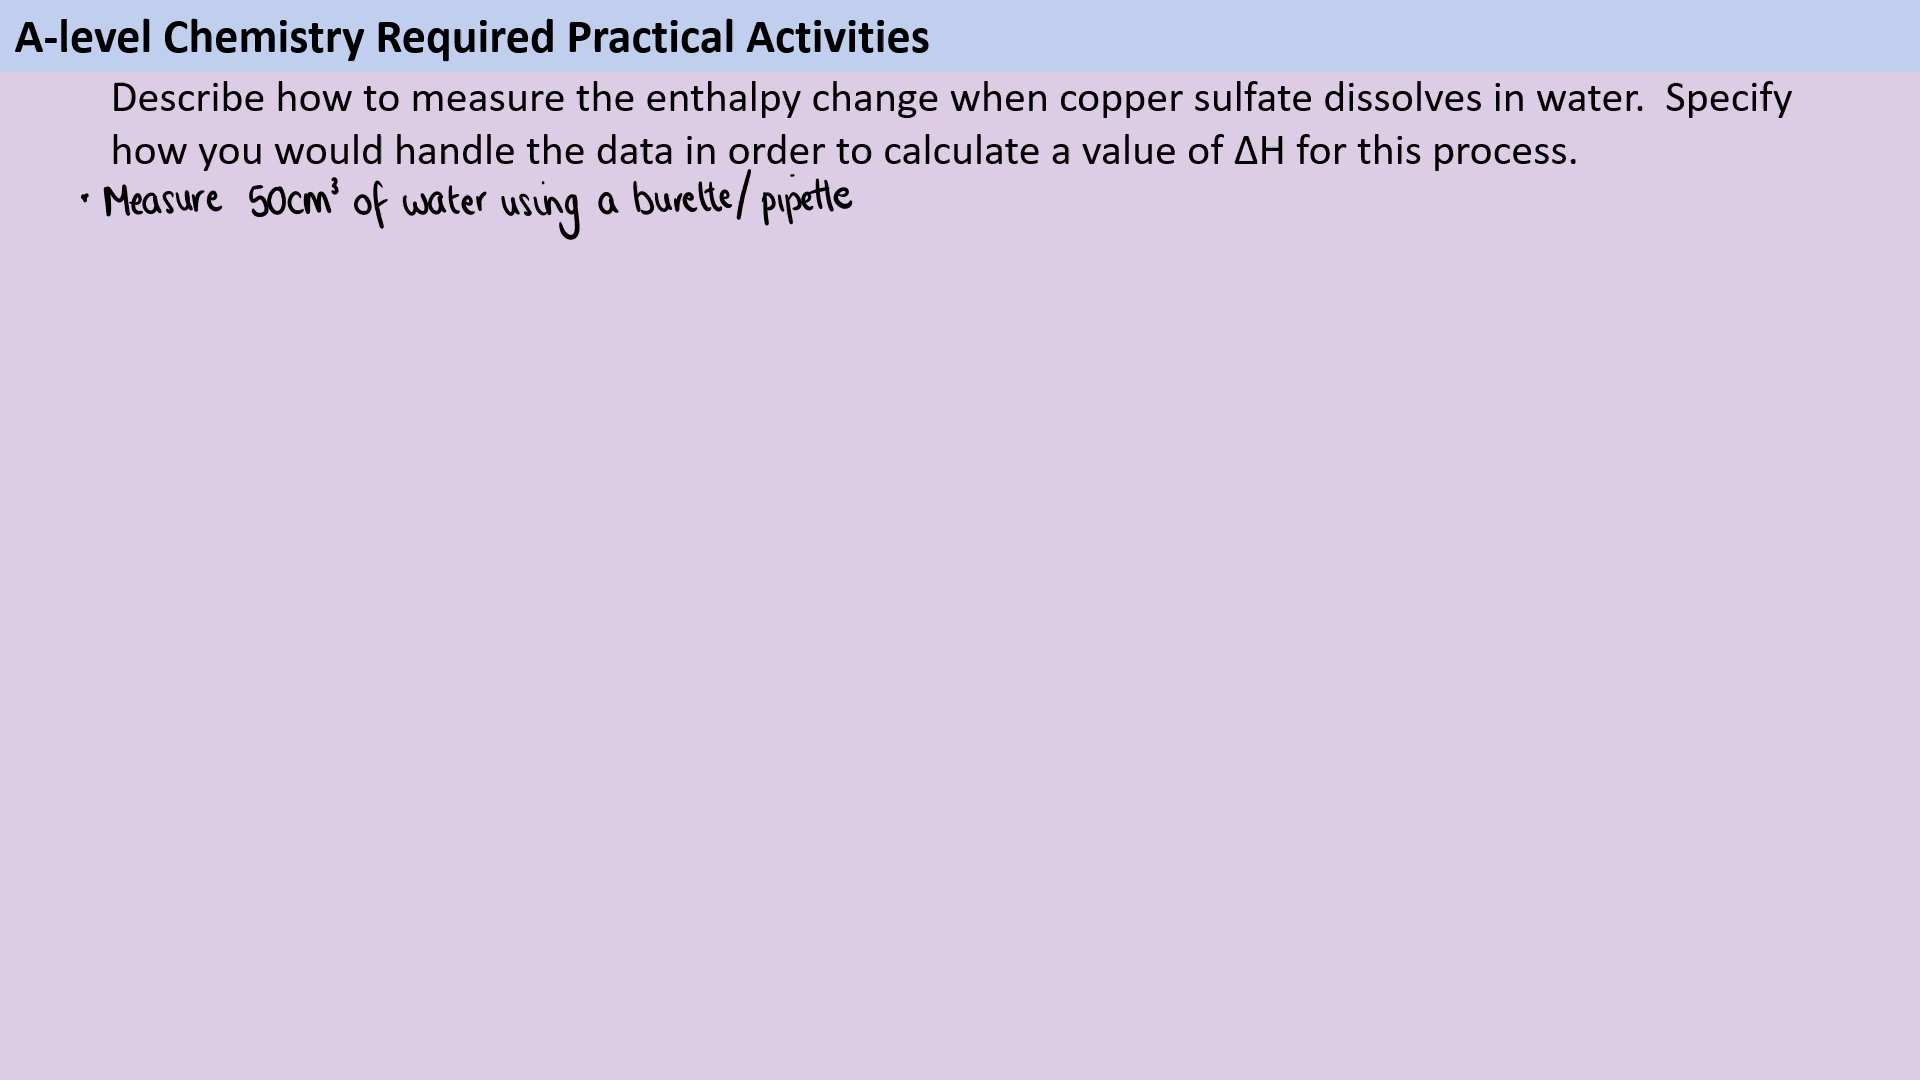 A-level Chemistry Required Practical Activities
Describe how to measure the enthalpy change when copper sulfate dissolves in water. Specify
how you would handle the data in order to calculate a value of ΔH for this process.
· Measure 50cm³ of water using a burette/pipette